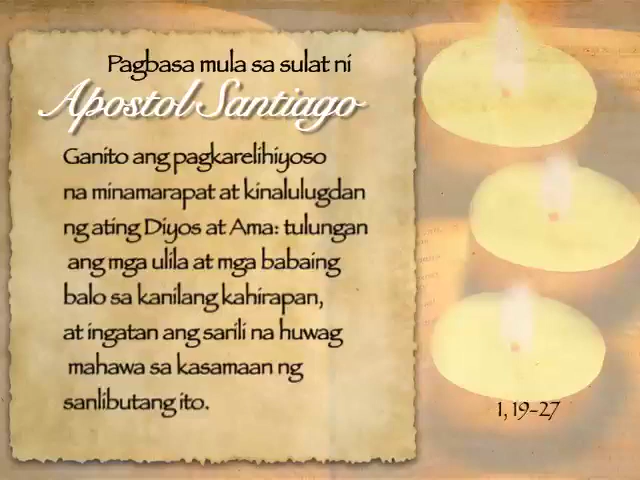 Pagbasa mula sa sulat ni
Apostol Santiago
Ganito ang pagkarelihiyoso
na minamarapat at kinalulugdan
ng ating Diyos at Ama: tulungan
ang mga ulila at mga babaing
balo sa kanilang kahirapan,
at ingatan ang sarili na huwag
mahawa sa kasamaan ng
sanlibutang ito.
1, 19-27